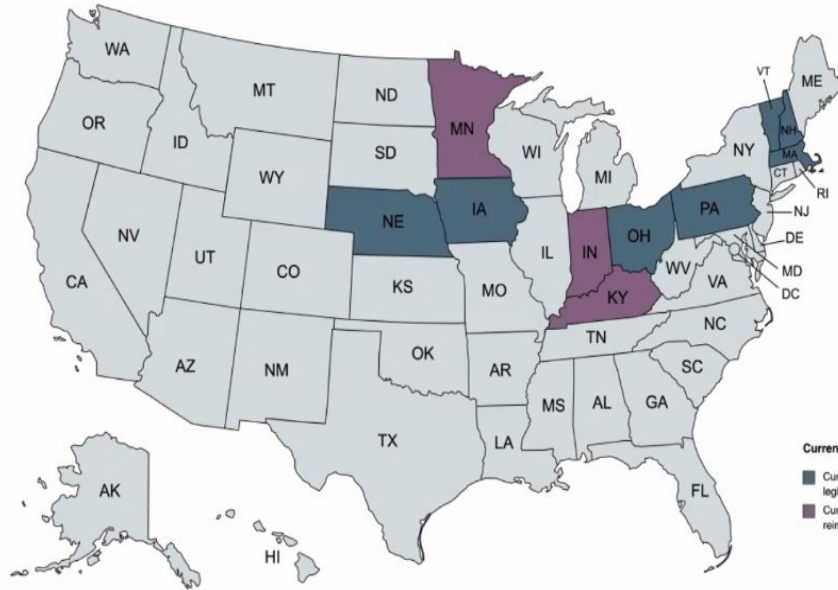 WA
MT
ND
MN
OR
ID
SD
WI
MI
NY
VT
ME
NH
MA
CT
RI
WY
NE
IA
PA
NJ
NV
UT
CO
IL
IN
OH
DE
WV
MD
CA
KS
MO
KY
VA
DC
AZ
NM
OK
AR
TN
NC
SC
TX
LA
MS
AL
GA
FL
AK
HI
Curren
Cur
legi
Cur
rei